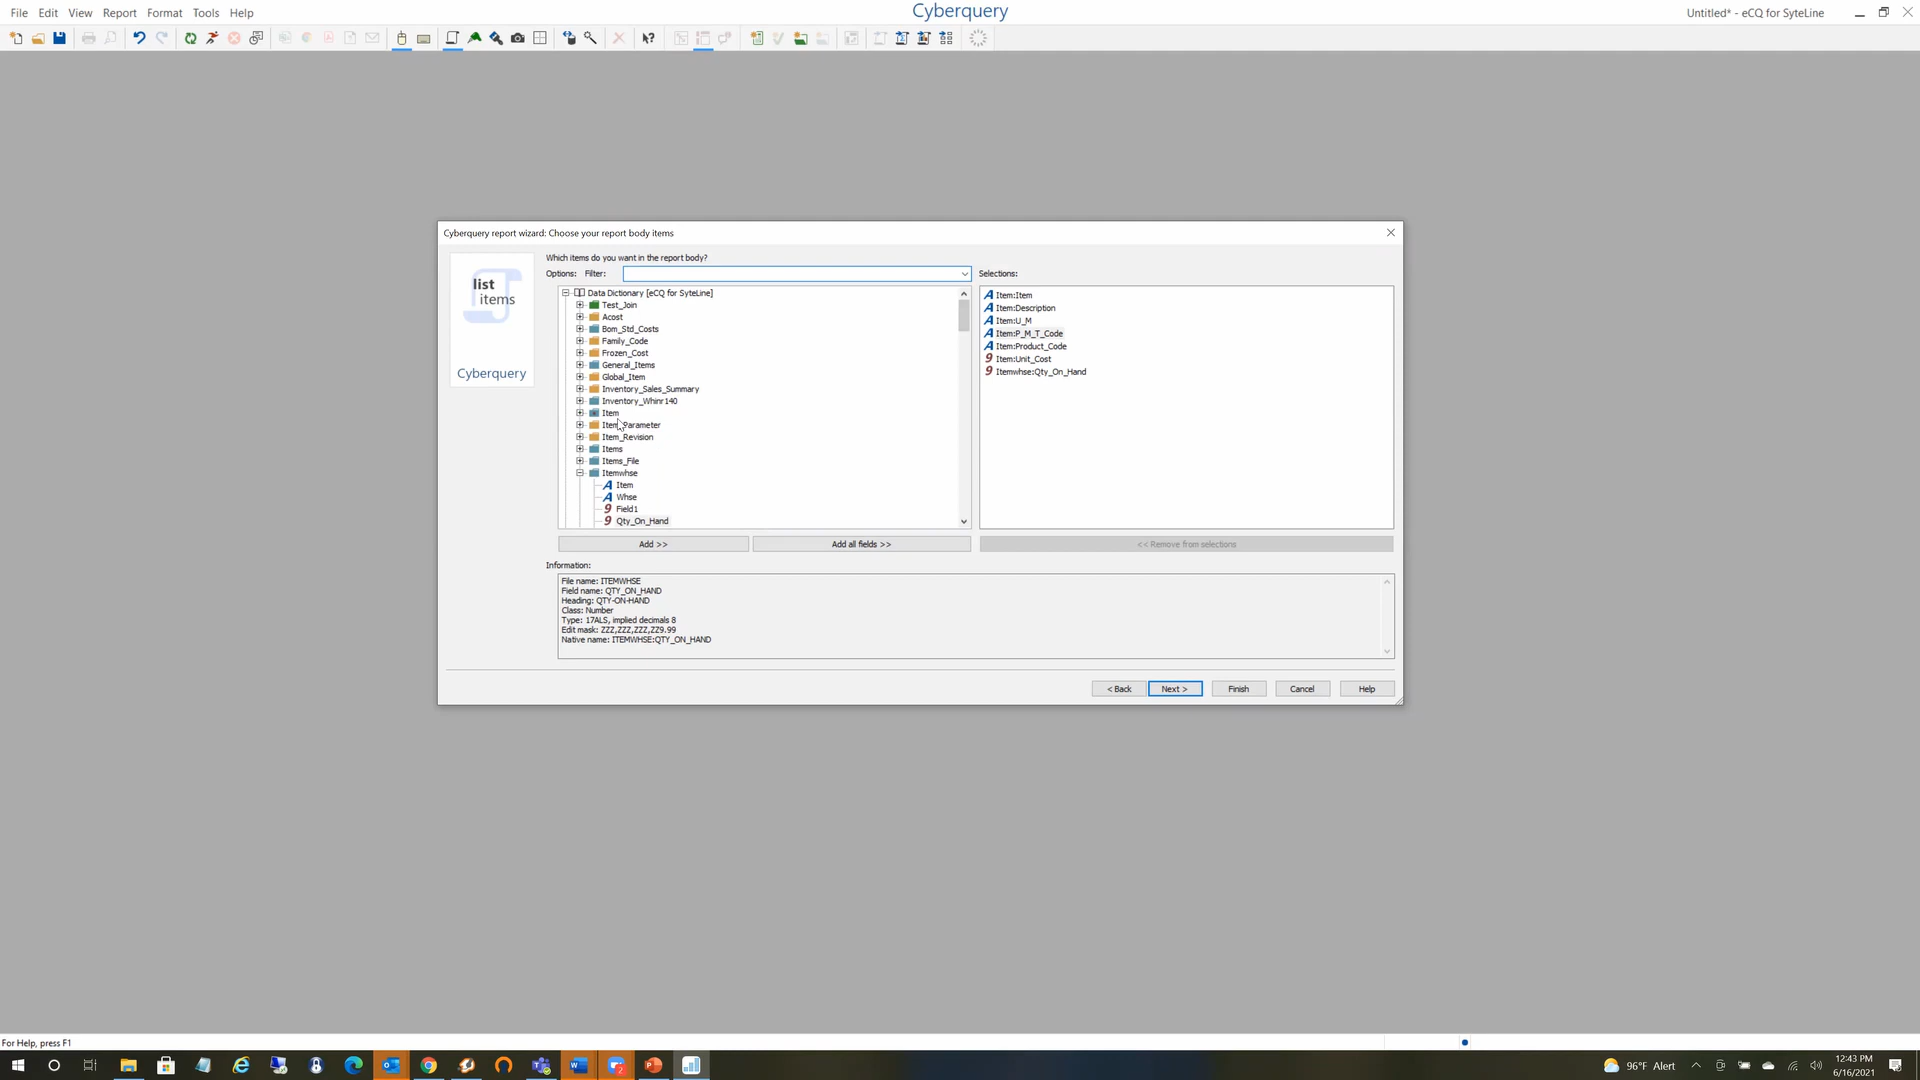 File Edit View Report Format Tools Help
Cyberquery
Untitled* - eCQ for SyteLine
Cyberquery report wizard: Choose your report body items
list
items
Cyberquery
Which items do you want in the report body?
Options: Filter:
Selections:
Data Dictionary [eCQ for SyteLine]
Test_Join
Acost
Bom_Std_Costs
Family_Code
Frozen_Cost
General_Items
Global_Item
Inventory_Sales_Summary
Inventory_Whinr140
Item
Item_Parameter
Item_Revision
Items
Items_File
Itemwhse
A Item
A Whse
9 Field1
9 Qty_On_Hand
A Item:Item
A Item:Description
A Item:U_M
A Item:P_M_T_Code
A Item:Product_Code
9 Item:Unit_Cost
9 Itemwhse:Qty_On_Hand
Add >>
Add all fields >>
<< Remove from selections
Information:
File name: ITEMWHSE
Field name: QTY_ON_HAND
Heading: QTY-ON-HAND
Class: Number
Type: 17ALS, implied decimals 8
Edit mask: ZZZ,ZZZ,ZZZ,ZZ9.99
Native name: ITEMWHSE:QTY_ON_HAND
< Back
Next >
Finish
Cancel
Help
For Help, press F1
96°F Alert
12:43 PM
6/16/2021